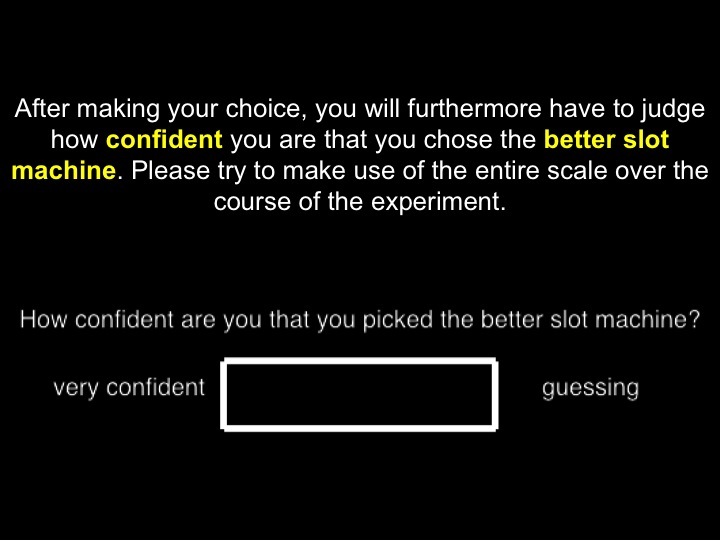 After making your choice, you will furthermore have to judge
how confident you are that you chose the better slot
machine. Please try to make use of the entire scale over the
course of the experiment.
How confident are you that you picked the better slot machine?
very confident guessing